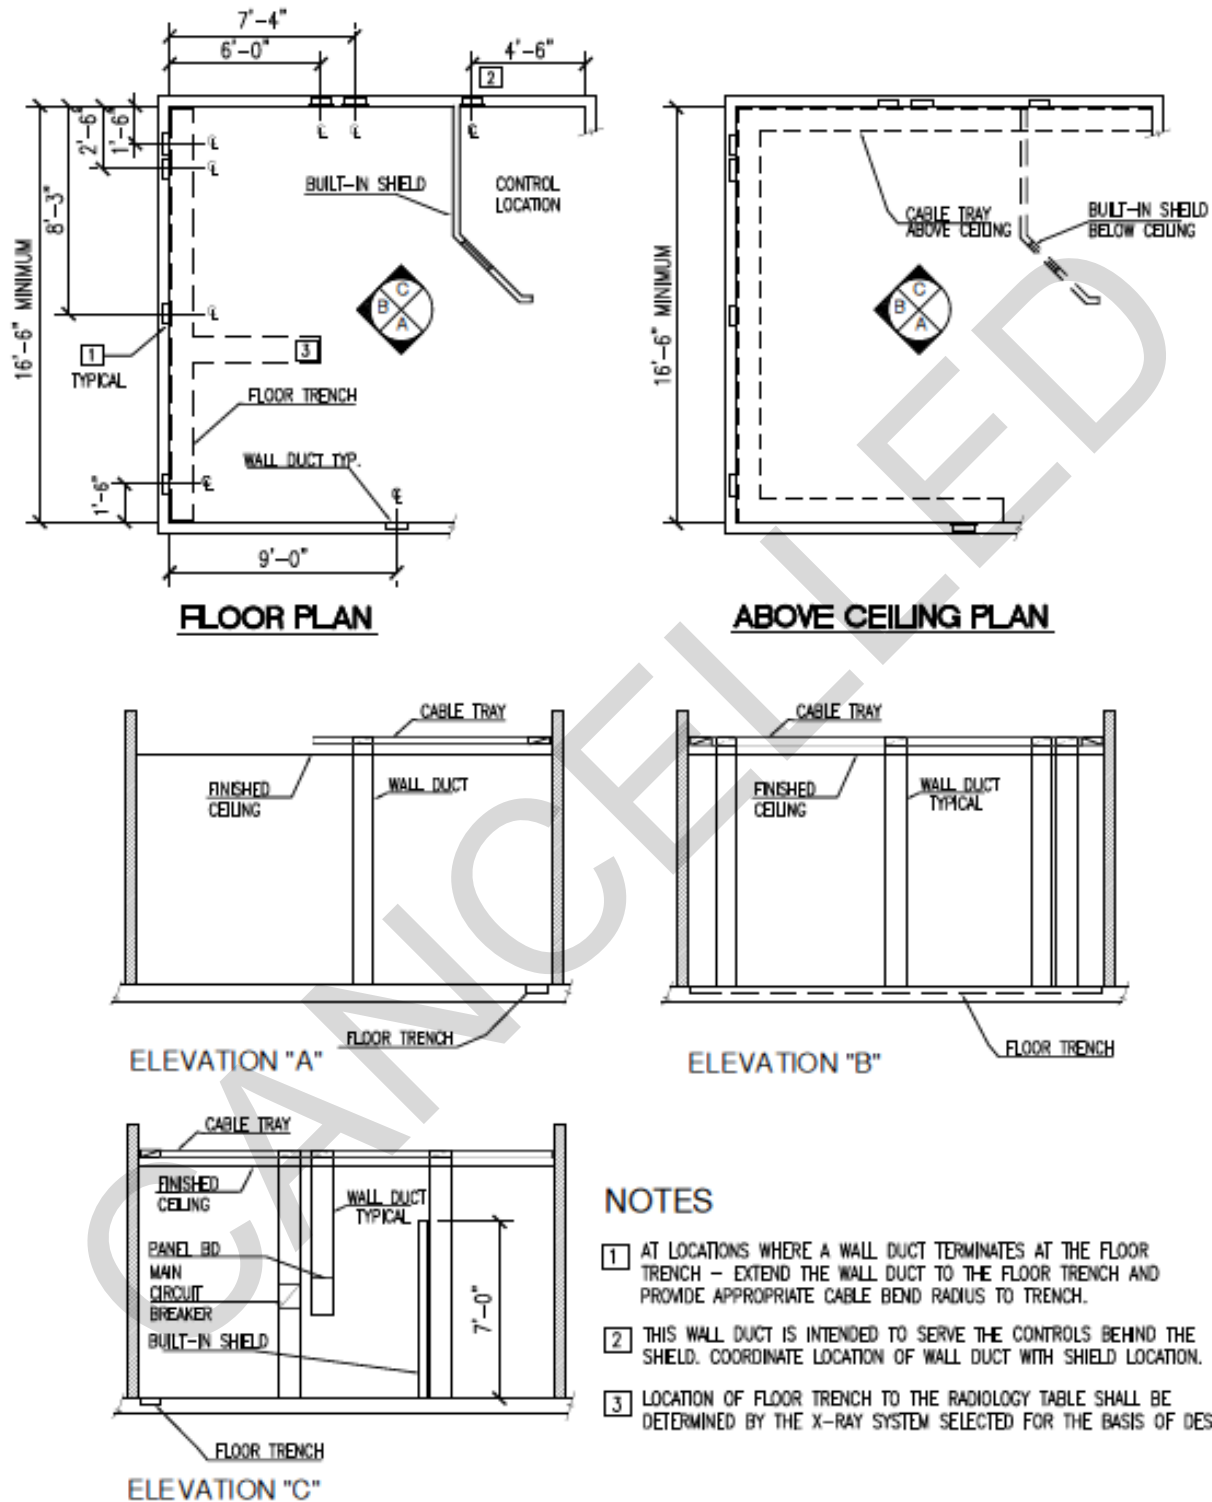 7'-4"
6'-0"
4'-6"
2
2'-6"
1'-6"
8'-3"
16'-6" MINIMUM
BUILT-IN SHIELD
CONTROL
LOCATION
C
B
A
1
TYPICAL
3
FLOOR TRENCH
WALL DUCT TYP.
1'-6"
9'-0"
FLOOR PLAN
16'-6" MINIMUM
CABLE TRAY
ABOVE CEILING
BUILT-IN SHEILD
BELOW CEILING
C
B
A
ABOVE CEILING PLAN
CABLE TRAY
FINISHED
CEILING
WALL DUCT
FLOOR TRENCH
ELEVATION "A"
CABLE TRAY
FINISHED
CEILING
WALL DUCT
TYPICAL
FLOOR TRENCH
ELEVATION "B"
CABLE TRAY
FINISHED
CEILING
WALL DUCT
TYPICAL
PANEL BD
MAIN
CIRCUIT
BREAKER
BUILT-IN SHIELD
7'-0"
FLOOR TRENCH
ELEVATION "C"
NOTES
1 AT LOCATIONS WHERE A WALL DUCT TERMINATES AT THE FLOOR
TRENCH – EXTEND THE WALL DUCT TO THE FLOOR TRENCH AND
PROVIDE APPROPRIATE CABLE BEND RADIUS TO TRENCH.
2 THIS WALL DUCT IS INTENDED TO SERVE THE CONTROLS BEHIND THE
SHIELD. COORDINATE LOCATION OF WALL DUCT WITH SHIELD LOCATION.
3 LOCATION OF FLOOR TRENCH TO THE RADIOLOGY TABLE SHALL BE
DETERMINED BY THE X-RAY SYSTEM SELECTED FOR THE BASIS OF DES
CANCELLED